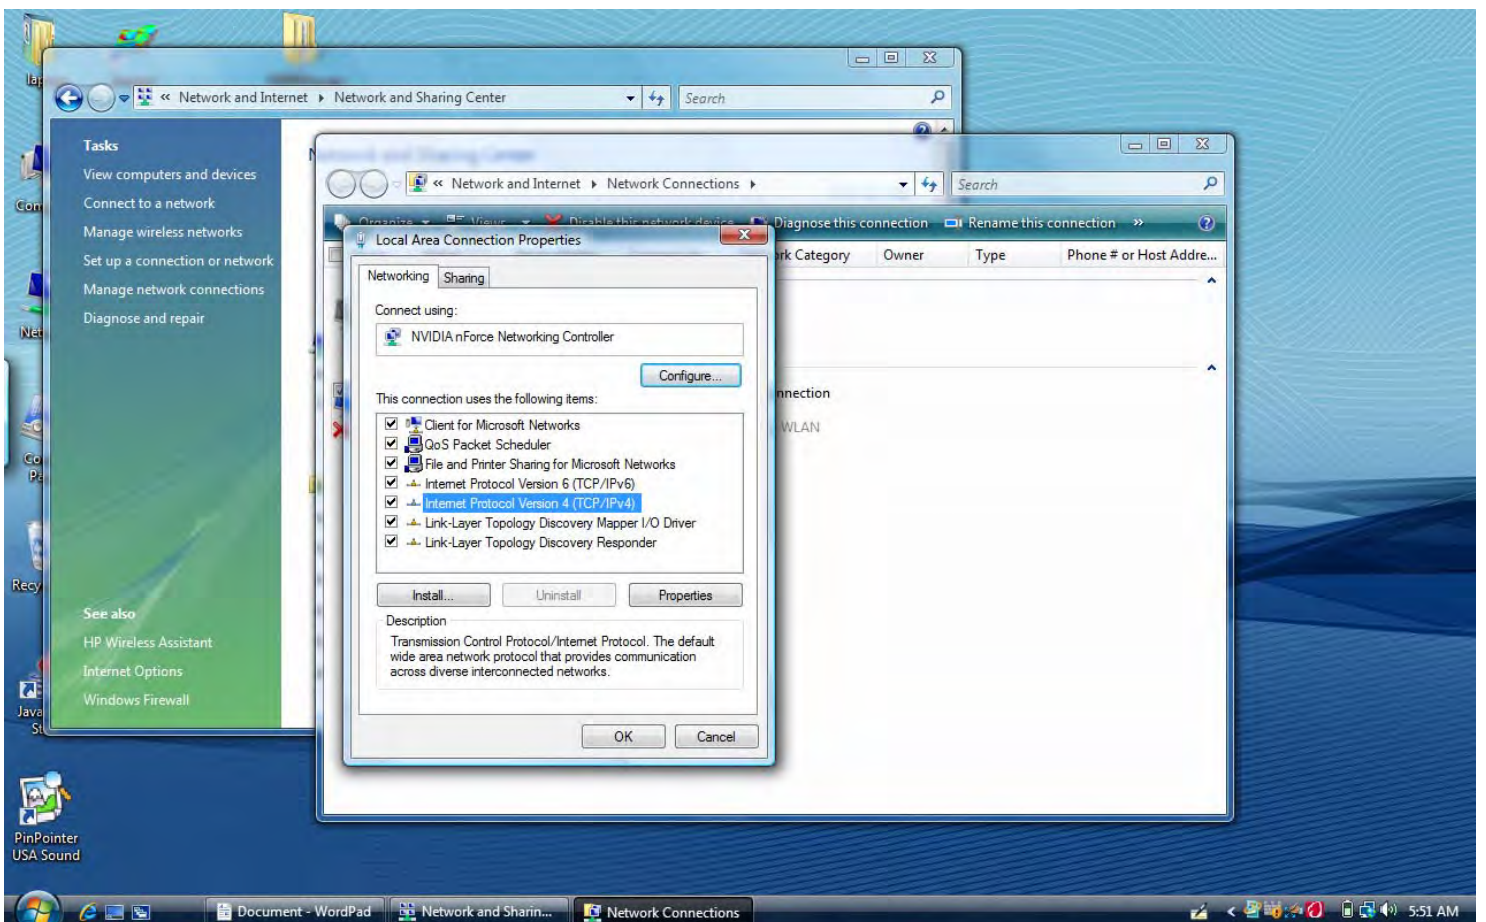 « Network and Internet ▸ Network and Sharing Center
Search
Tasks
View computers and devices
Connect to a network
Manage wireless networks
Set up a connection or network
Manage network connections
Diagnose and repair
See also
HP Wireless Assistant
Internet Options
Windows Firewall
« Network and Internet ▸ Network Connections ▸
Search
Organize Views Disable this network device Diagnose this connection Rename this connection »
Category Owner Type Phone # or Host Addre...
WLAN
Local Area Connection Properties
Networking Sharing
Connect using:
NVIDIA nForce Networking Controller
Configure...
This connection uses the following items:
Client for Microsoft Networks
QoS Packet Scheduler
File and Printer Sharing for Microsoft Networks
Internet Protocol Version 6 (TCP/IPv6)
Internet Protocol Version 4 (TCP/IPv4)
Link-Layer Topology Discovery Mapper I/O Driver
Link-Layer Topology Discovery Responder
Install... Uninstall Properties
Description
Transmission Control Protocol/Internet Protocol. The default
wide area network protocol that provides communication
across diverse interconnected networks.
OK Cancel
PinPointer
USA Sound
Document - WordPad Network and Sharin... Network Connections 5:51 AM